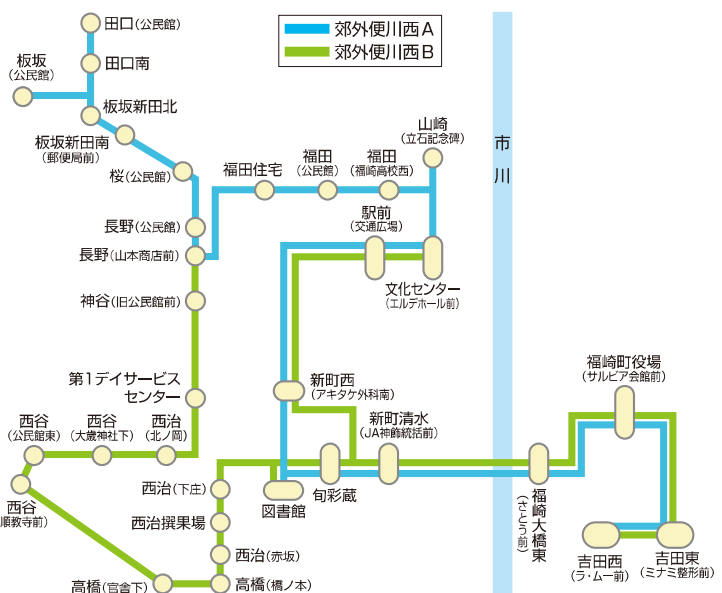 郊外便川西A
郊外便川西B
田口(公民館)
板坂
(公民館)
田口南
板坂新田北
板坂新田南
(郵便局前)
桜(公民館)
福田住宅
福田
(公民館)
福田
(福崎高校西)
山崎
(立石記念碑)
市川
長野(公民館)
長野(山本商店前)
駅前
(交通広場)
文化センター
(エルデホール前)
神谷(旧公民館前)
第1デイサービス
センター
新町西
(アキタケ外科南)
福崎町役場
(サルビア会館前)
西谷
(公民館東)
西谷
(大歳神社下)
西治
(北ノ岡)
新町清水
(JA神飾統括前)
西谷
順教寺前)
西治(下庄)
図書館
旬彩蔵
福崎大橋東
(さとう前)
西治撰果場
西治(赤坂)
高橋(官舎下)
高橋(橋ノ本)
吉田西
(ラ・ムー前)
吉田東
(ミナミ整形前)